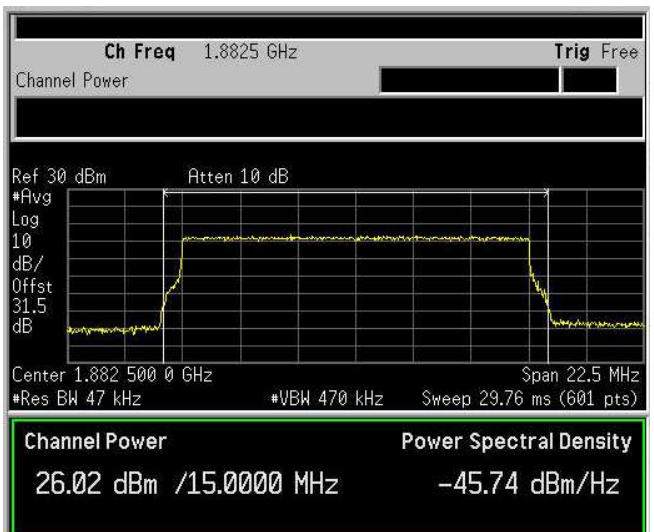 Ch Freq 1.8825 GHz Trig Free
Channel Power
Ref 30 dBm Atten 10 dB
#Avg
Log
10
dB/
Offst
31.5
dB
Center 1.882 500 0 GHz Span 22.5 MHz
#Res BW 47 kHz #VBW 470 kHz Sweep 29.76 ms (601 pts)
Channel Power Power Spectral Density
26.02 dBm /15.0000 MHz -45.74 dBm/Hz